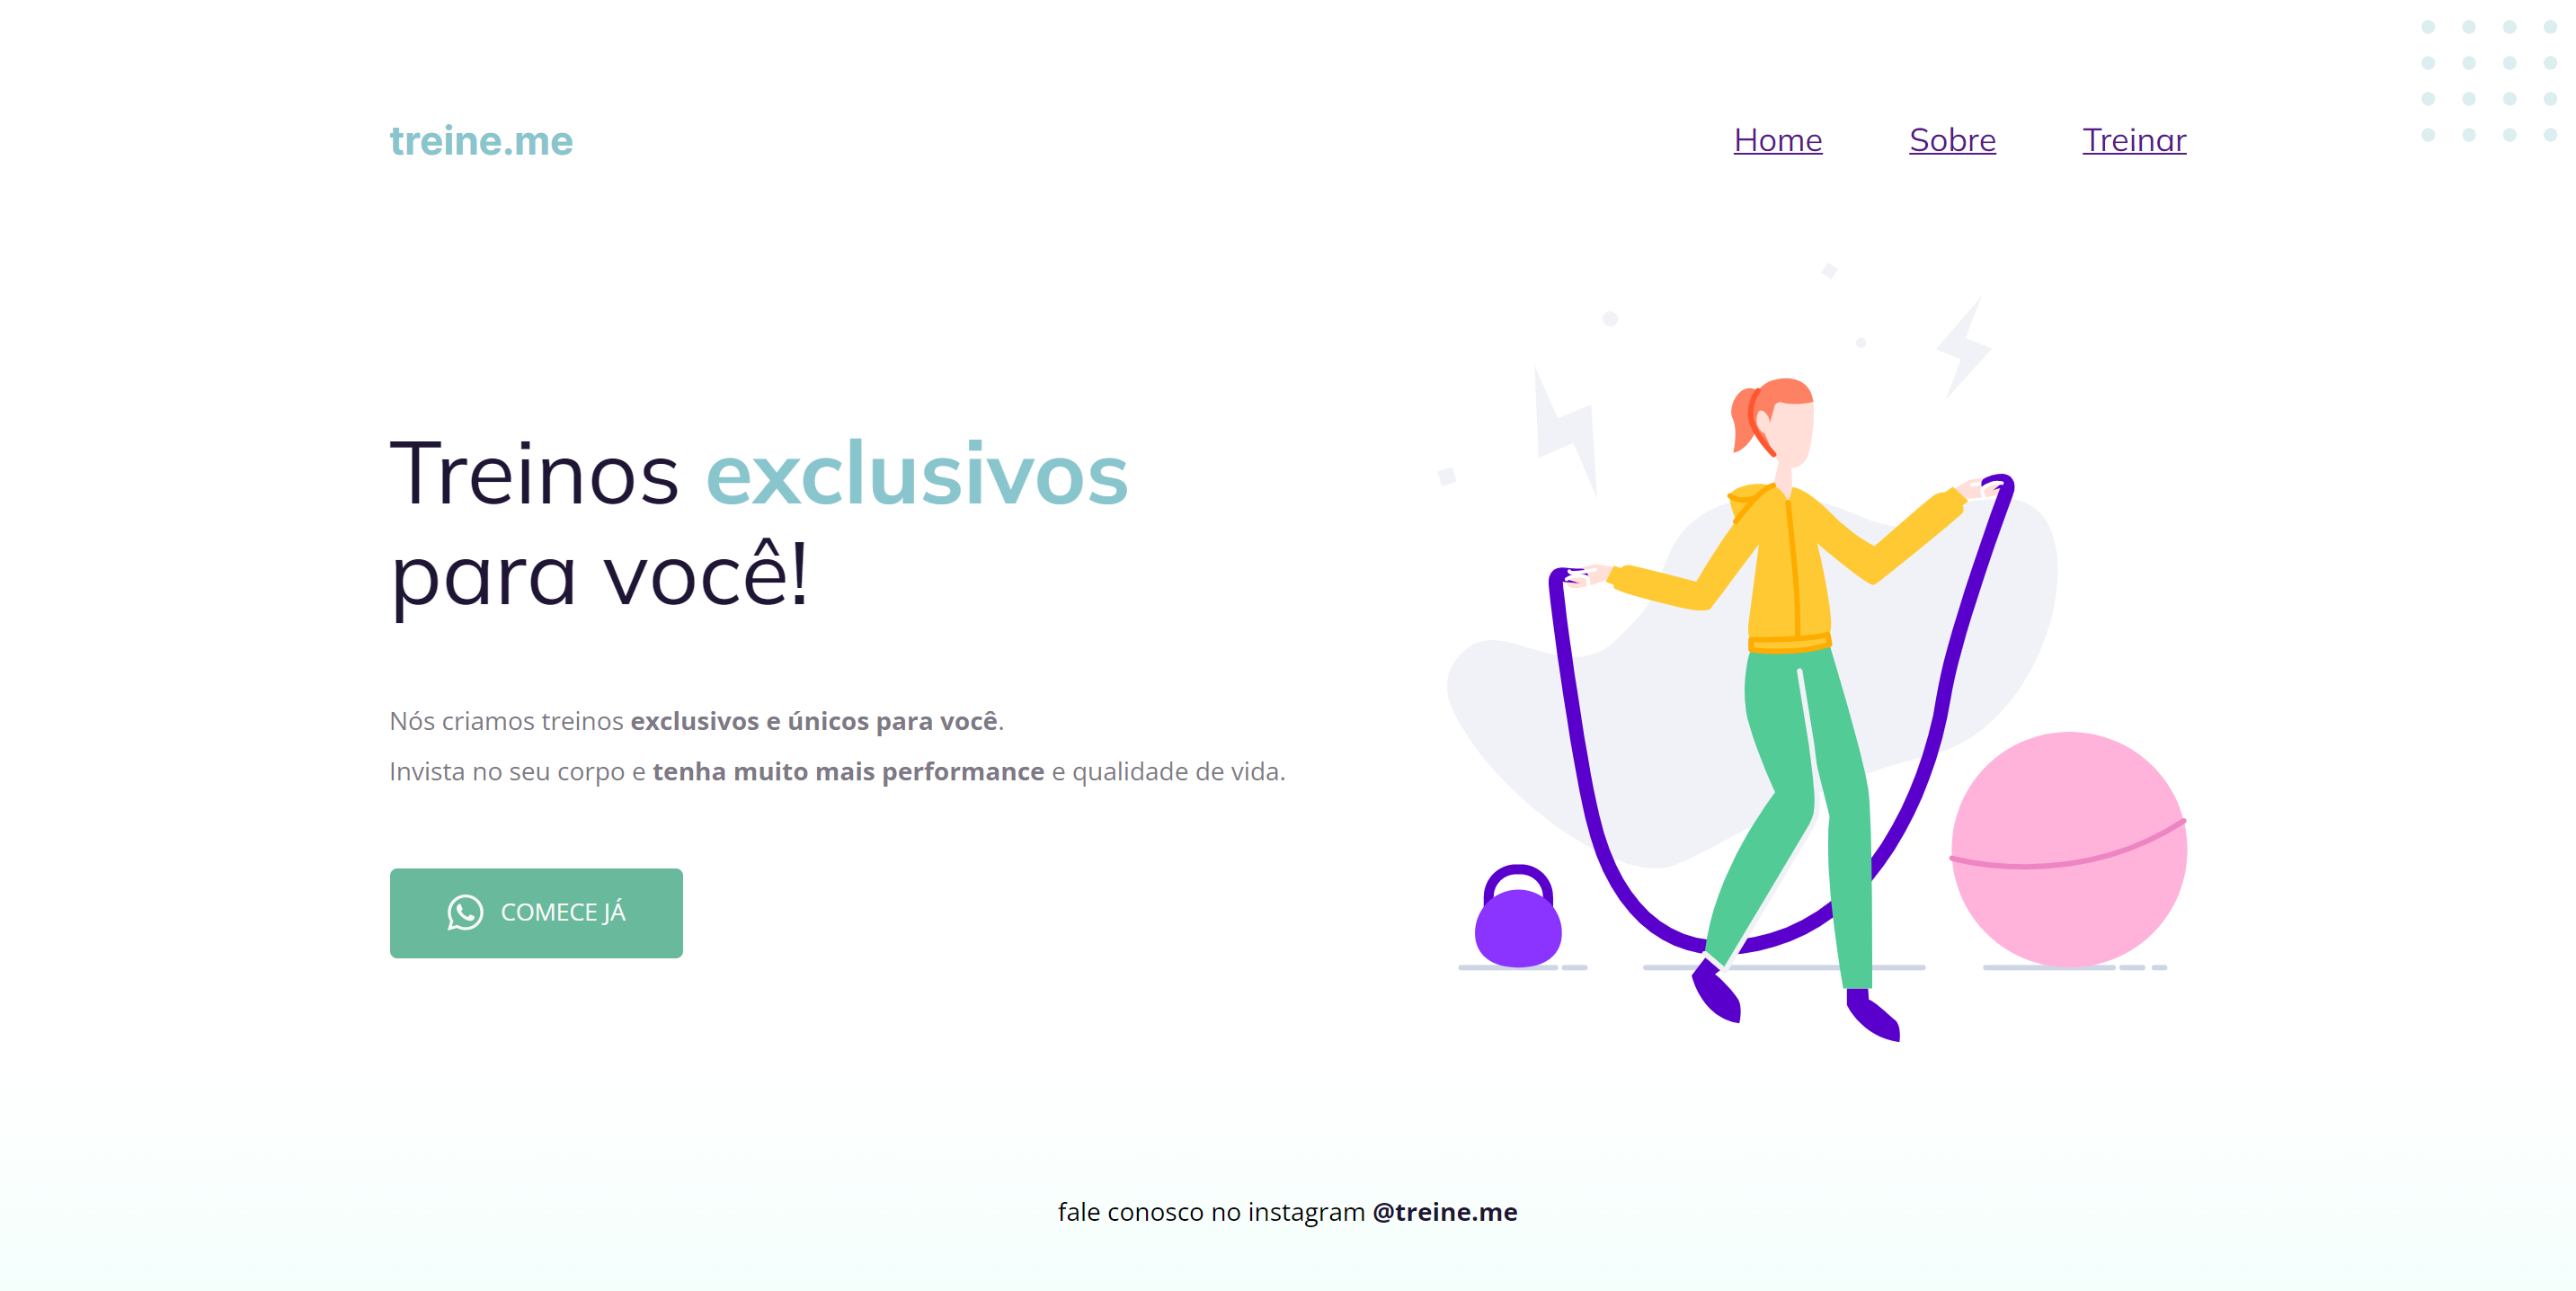 treine.me
Home Sobre Treinar
Treinos exclusivos
para você!
Nós criamos treinos exclusivos e únicos para você.
Invista no seu corpo e tenha muito mais performance e qualidade de vida.
COMECE JÁ
fale conosco no instagram @treine.me